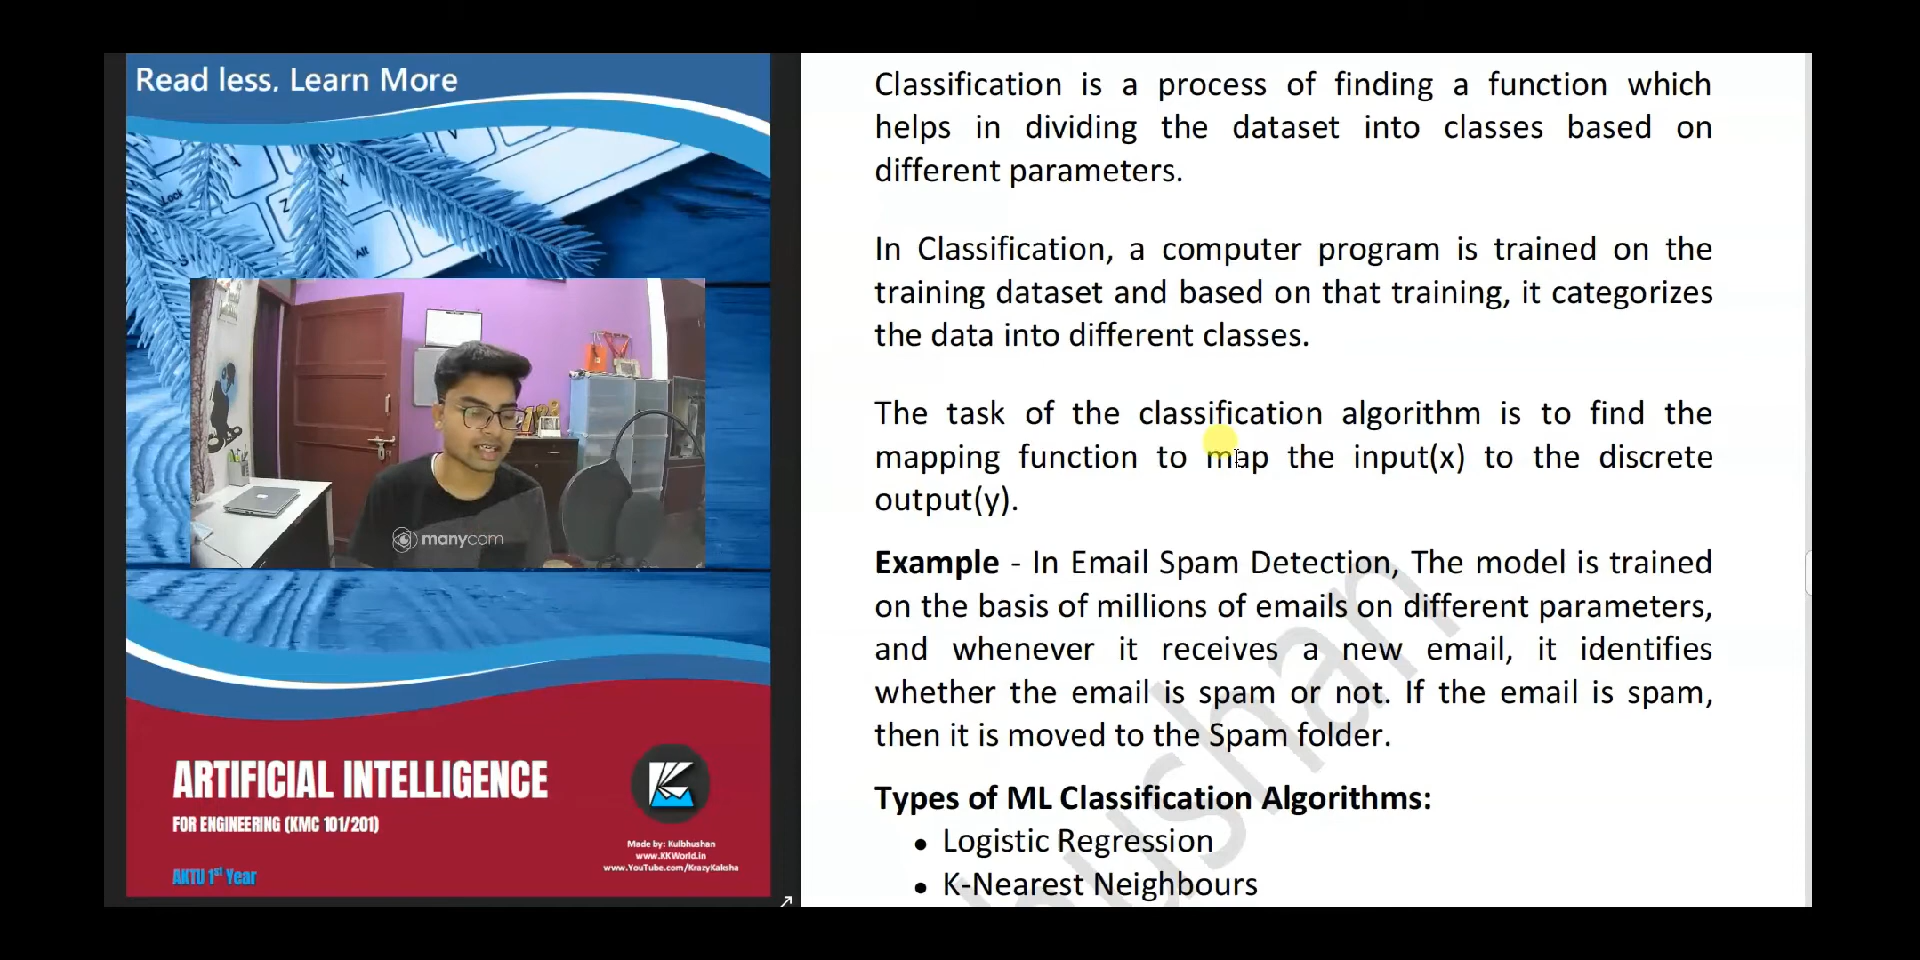 Read less, Learn More
ARTIFICIAL INTELLIGENCE
FOR ENGINEERING (KMC 101/201)
AKTU 1st Year
Made by: Kulbhushan
www.KKWorld.in
www.YouTube.com/KrazyKaksha
manycam
Classification is a process of finding a function which
helps in dividing the dataset into classes based on
different parameters.
In Classification, a computer program is trained on the
training dataset and based on that training, it categorizes
the data into different classes.
The task of the classification algorithm is to find the
mapping function to map the input(x) to the discrete
output(y).
Example - In Email Spam Detection, The model is trained
on the basis of millions of emails on different parameters,
and whenever it receives a new email, it identifies
whether the email is spam or not. If the email is spam,
then it is moved to the Spam folder.
Types of ML Classification Algorithms:
• Logistic Regression
• K-Nearest Neighbours